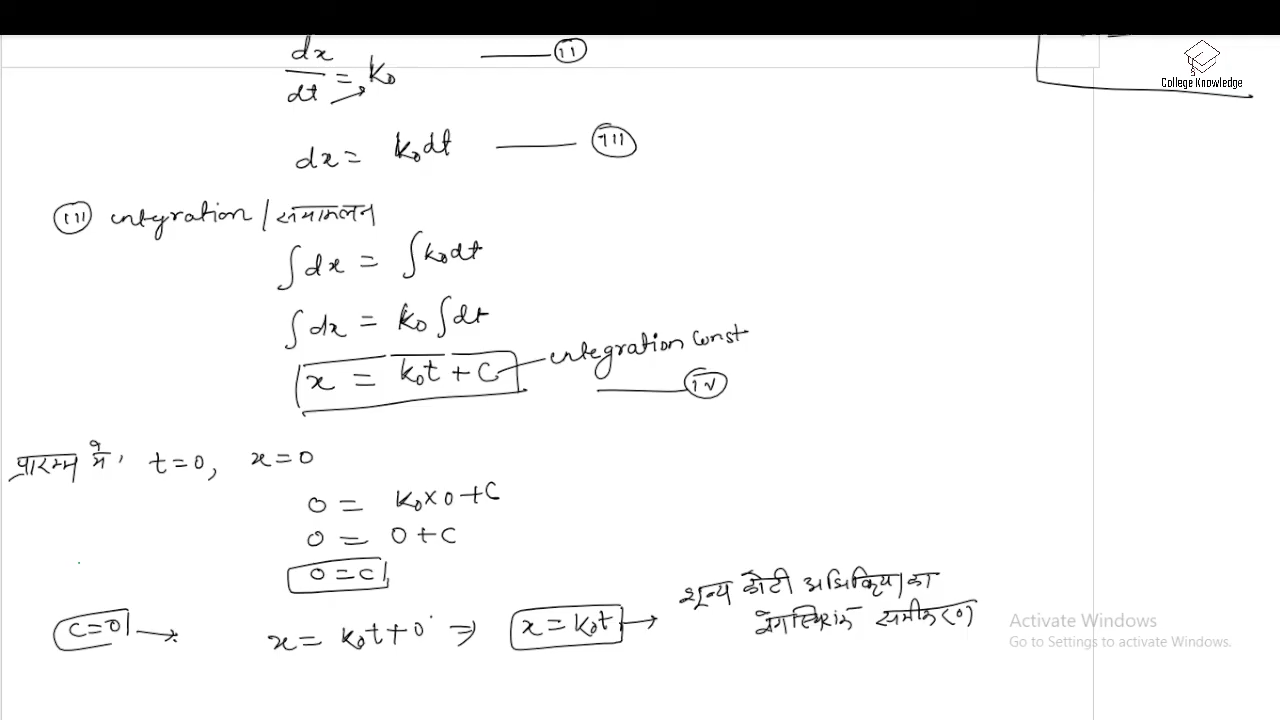 dx/dt = k₀ —— (ii)
College Knowledge
dx = k₀dt —— (iii)
(iii) integration / समाकलन
∫dx = ∫k₀dt
∫dx = k₀∫dt
x = k₀t + C integration const
—— (iv)
प्रारम्भ में, t=0, x=0
0 = k₀×0+C
0 = 0+C
0=C
C=0 → x = k₀t+0 ⇒ x=k₀t → शून्य कोटी अभिक्रिया का
वेग स्थिरांक समीकरण
Activate Windows
Go to Settings to activate Windows.